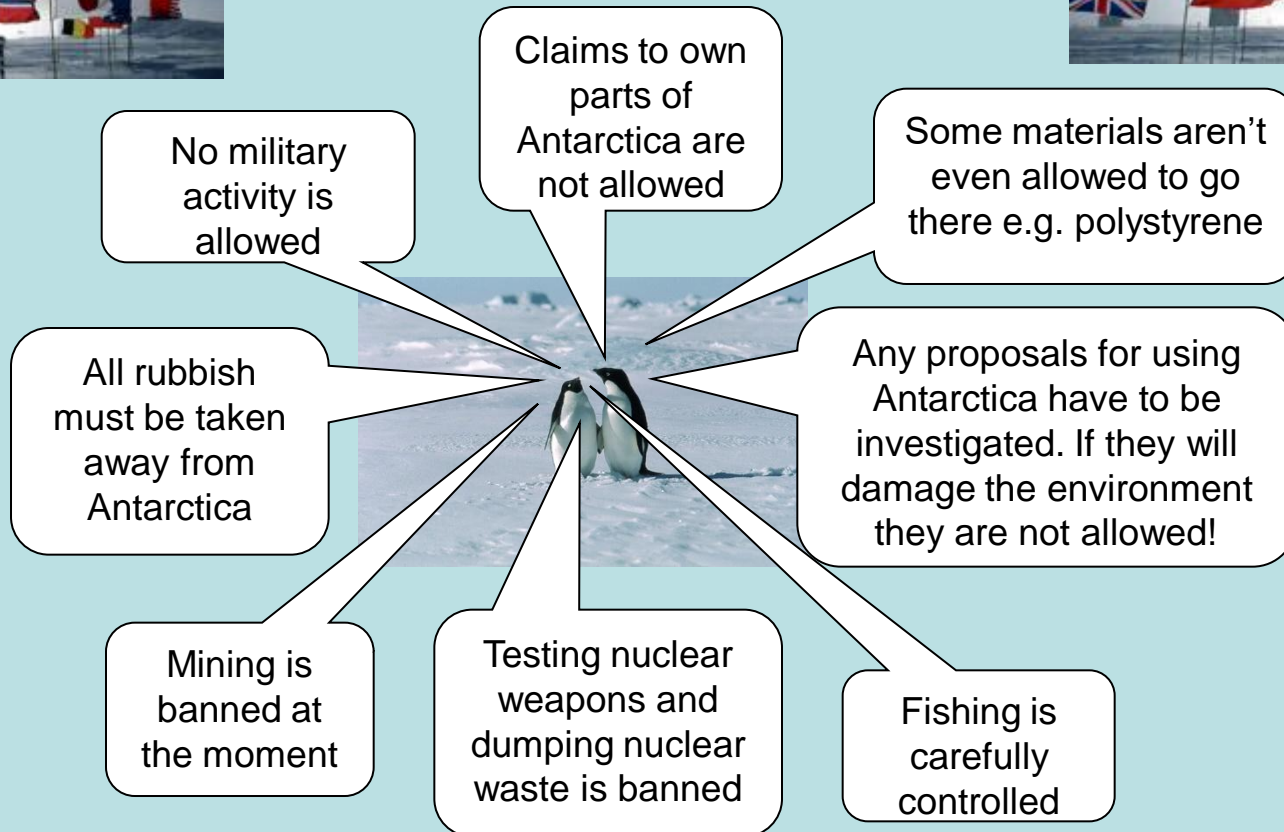 Claims to own
parts of
Antarctica are
not allowed
No military
activity is
allowed
Some materials aren't
even allowed to go
there e.g. polystyrene
All rubbish
must be taken
away from
Antarctica
Any proposals for using
Antarctica have to be
investigated. If they will
damage the environment
they are not allowed!
Mining is
banned at
the moment
Testing nuclear
weapons and
dumping nuclear
waste is banned
Fishing is
carefully
controlled